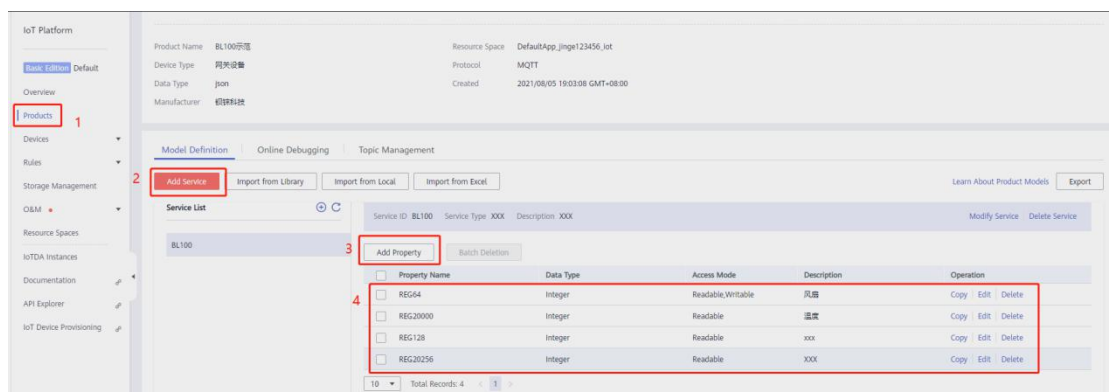 IoT Platform
Basic Edition Default
Overview
Products
1
Devices
Rules
Storage Management
O&M
Resource Spaces
IoTDA Instances
Documentation
API Explorer
IoT Device Provisioning
Product Name BL100示范 Resource Space DefaultApp_jinge123456_iot
Device Type 网关设备 Protocol MQTT
Data Type json Created 2021/08/05 19:03:08 GMT+08:00
Manufacturer 钡铼科技
Model Definition Online Debugging Topic Management
2 Add Service Import from Library Import from Local Import from Excel Learn About Product Models Export
Service List
BL100
Service ID BL100 Service Type XXX Description XXX Modify Service Delete Service
3 Add Property Batch Deletion
Property Name Data Type Access Mode Description Operation
4
REG64 Integer Readable,Writable 风扇 Copy Edit Delete
REG20000 Integer Readable 温度 Copy Edit Delete
REG128 Integer Readable xxx Copy Edit Delete
REG20256 Integer Readable XXX Copy Edit Delete
10 Total Records: 4 < 1 >